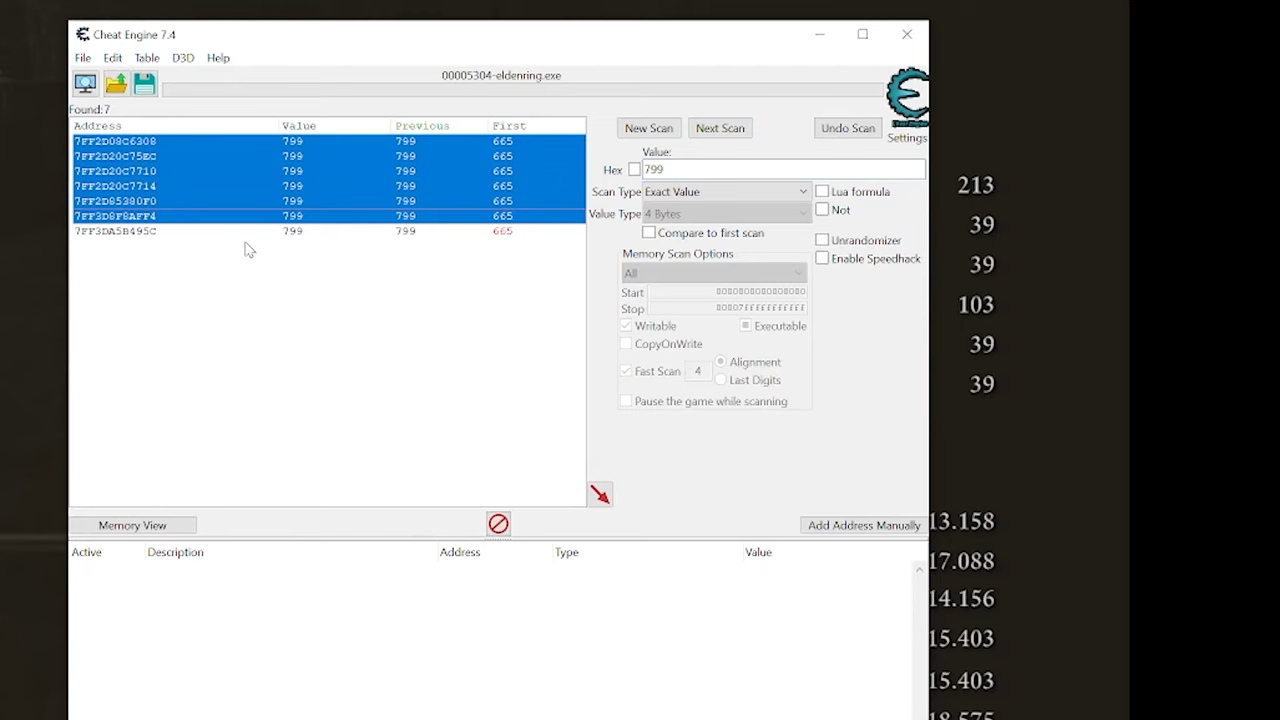 Cheat Engine 7.4
File Edit Table D3D Help
00005304-eldenring.exe
Found:7
Address Value Previous First
7FF2D08C6308 799 799 665
7FF2D20C75EC 799 799 665
7FF2D20C7710 799 799 665
7FF2D20C7714 799 799 665
7FF2D85380F0 799 799 665
7FF3D8F8AFF4 799 799 665
7FF3DA5B495C 799 799 665
New Scan Next Scan Undo Scan
Settings
Value:
Hex 799
Scan Type Exact Value Lua formula
Value Type 4 Bytes Not
Compare to first scan
Unrandomizer
Memory Scan Options
Enable Speedhack
All
Start 0000000000000000
Stop 00007fffffffffff
Writable Executable
CopyOnWrite
Fast Scan 4 Alignment
Last Digits
Pause the game while scanning
Memory View Add Address Manually
Active Description Address Type Value
213
39
39
103
39
39
13.158
17.088
14.156
15.403
15.403
18.575